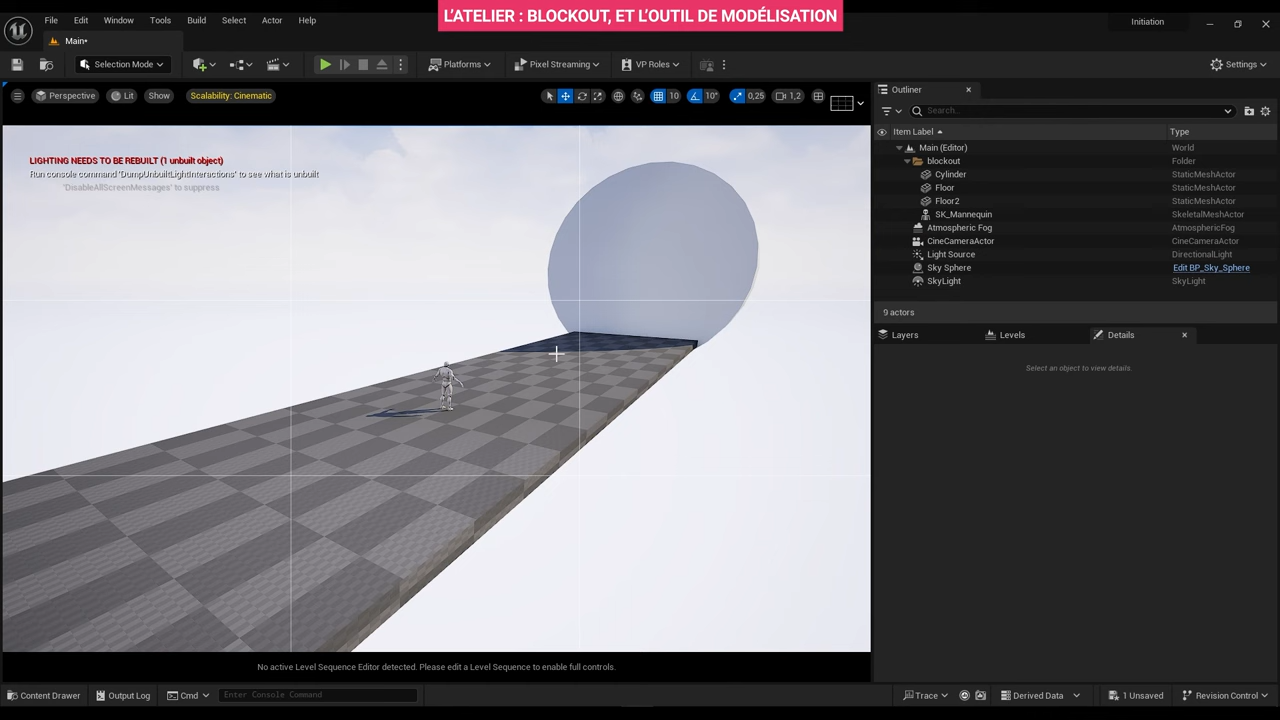 L'ATELIER : BLOCKOUT, ET L'OUTIL DE MODÉLISATION
File Edit Window Tools Build Select Actor Help
Initiation
Main*
Selection Mode
Platforms
Pixel Streaming
VP Roles
Settings
Perspective
Lit
Show
Scalability: Cinematic
10
10°
0,25
1,2
LIGHTING NEEDS TO BE REBUILT (1 unbuilt object)
Run console command 'DumpUnbuiltLightInteractions' to see what is unbuilt
'DisableAllScreenMessages' to suppress
No active Level Sequence Editor detected. Please edit a Level Sequence to enable full controls.
Outliner
Search...
Item Label Type
Main (Editor) World
blockout Folder
Cylinder StaticMeshActor
Floor StaticMeshActor
Floor2 StaticMeshActor
SK_Mannequin SkeletalMeshActor
Atmospheric Fog AtmosphericFog
CineCameraActor CineCameraActor
Light Source DirectionalLight
Sky Sphere Edit BP_Sky_Sphere
SkyLight SkyLight
9 actors
Layers
Levels
Details
Select an object to view details.
Content Drawer
Output Log
Cmd
Enter Console Command
Trace
Derived Data
1 Unsaved
Revision Control